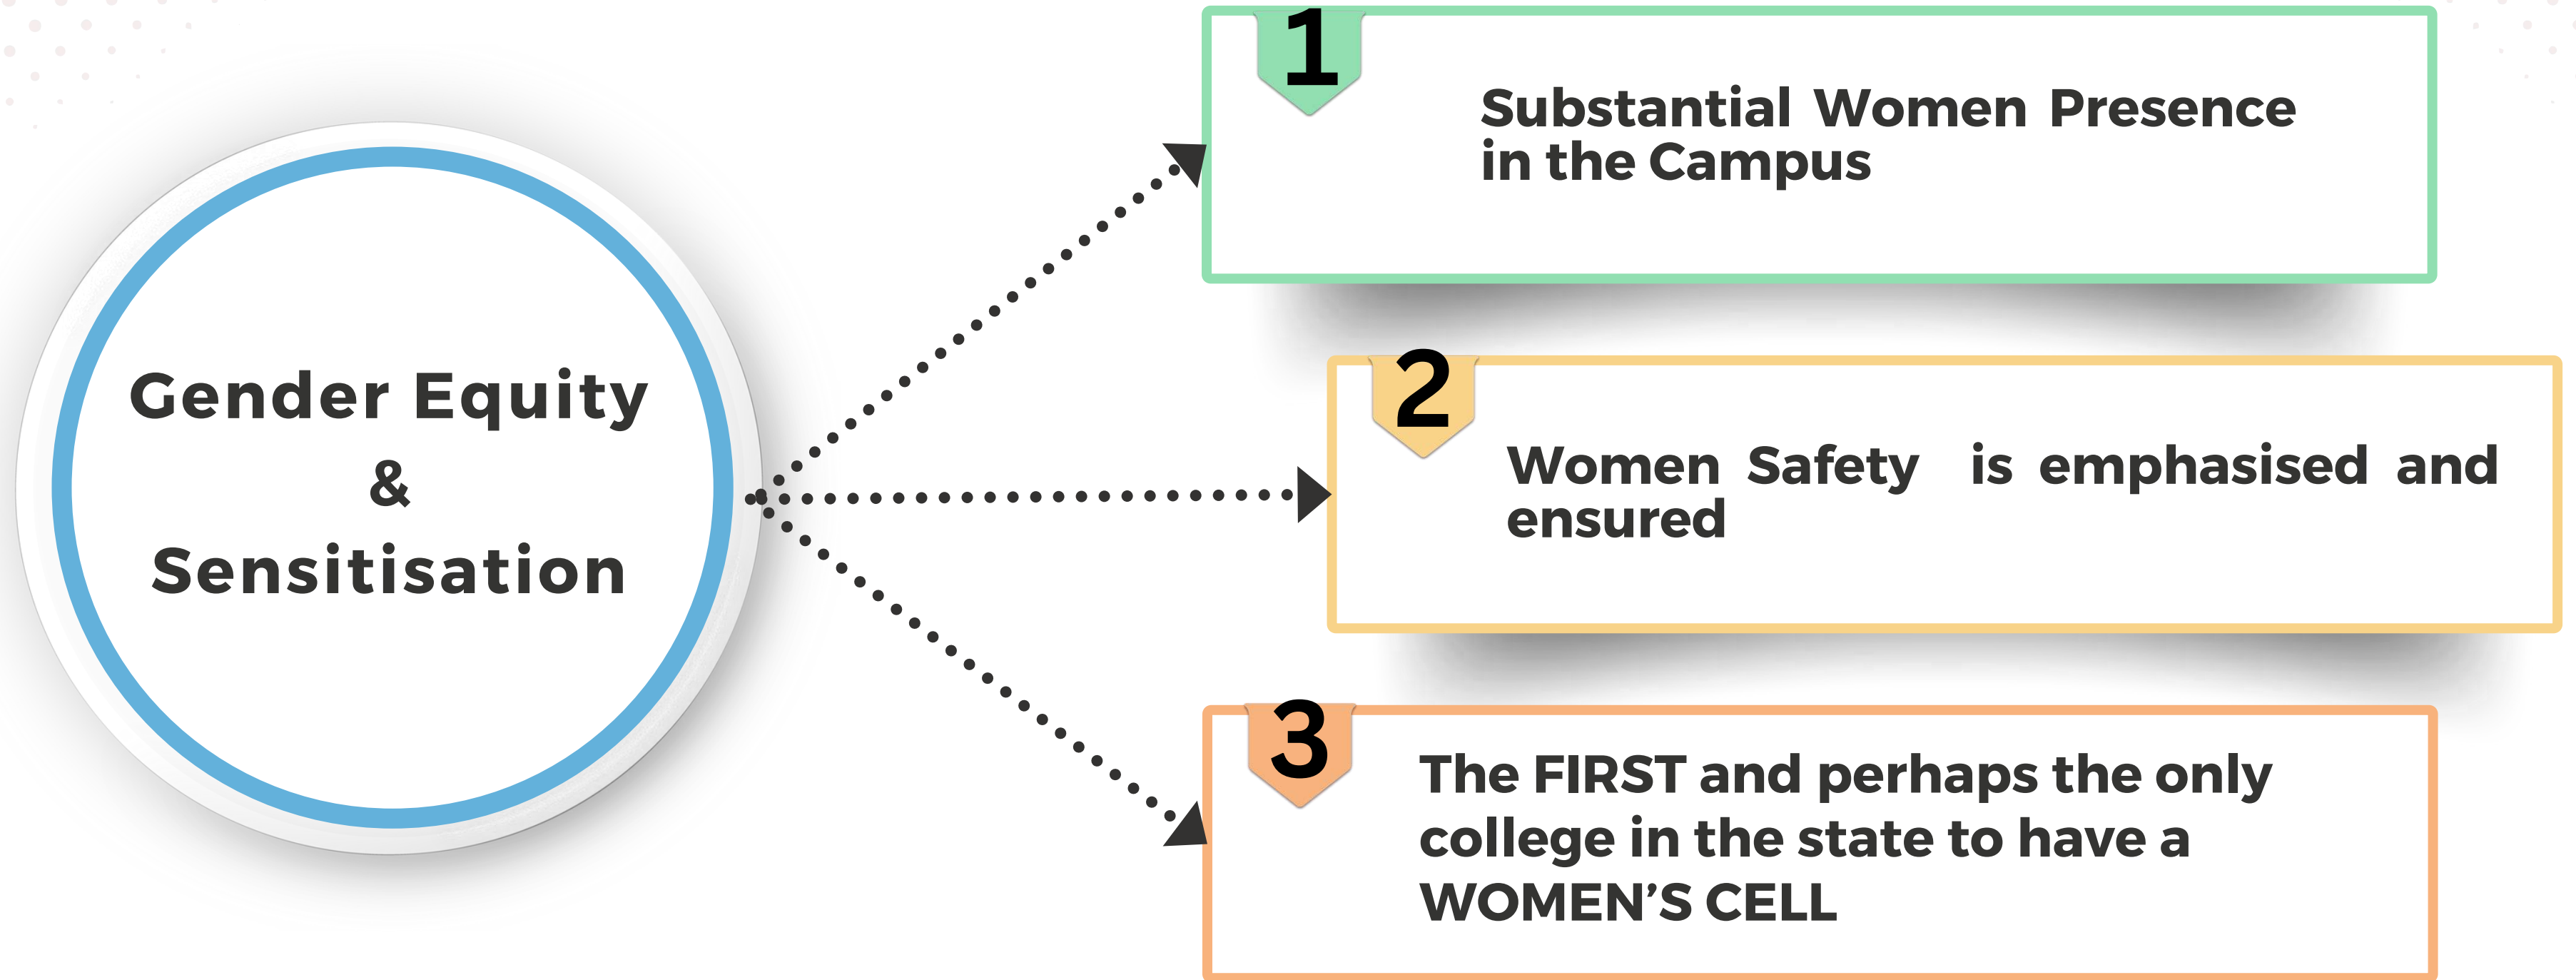 Gender Equity
&
Sensitisation
1
Substantial Women Presence
in the Campus
2
Women Safety is emphasised and
ensured
3
The FIRST and perhaps the only
college in the state to have a
WOMEN’S CELL